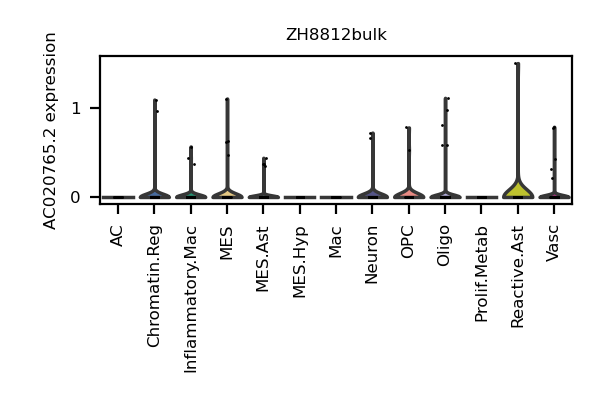 ZH8812bulk
AC020765.2 expression
1
0
AC
Chromatin.Reg
Inflammatory.Mac
MES
MES.Ast
MES.Hyp
Mac
Neuron
OPC
Oligo
Prolif.Metab
Reactive.Ast
Vasc